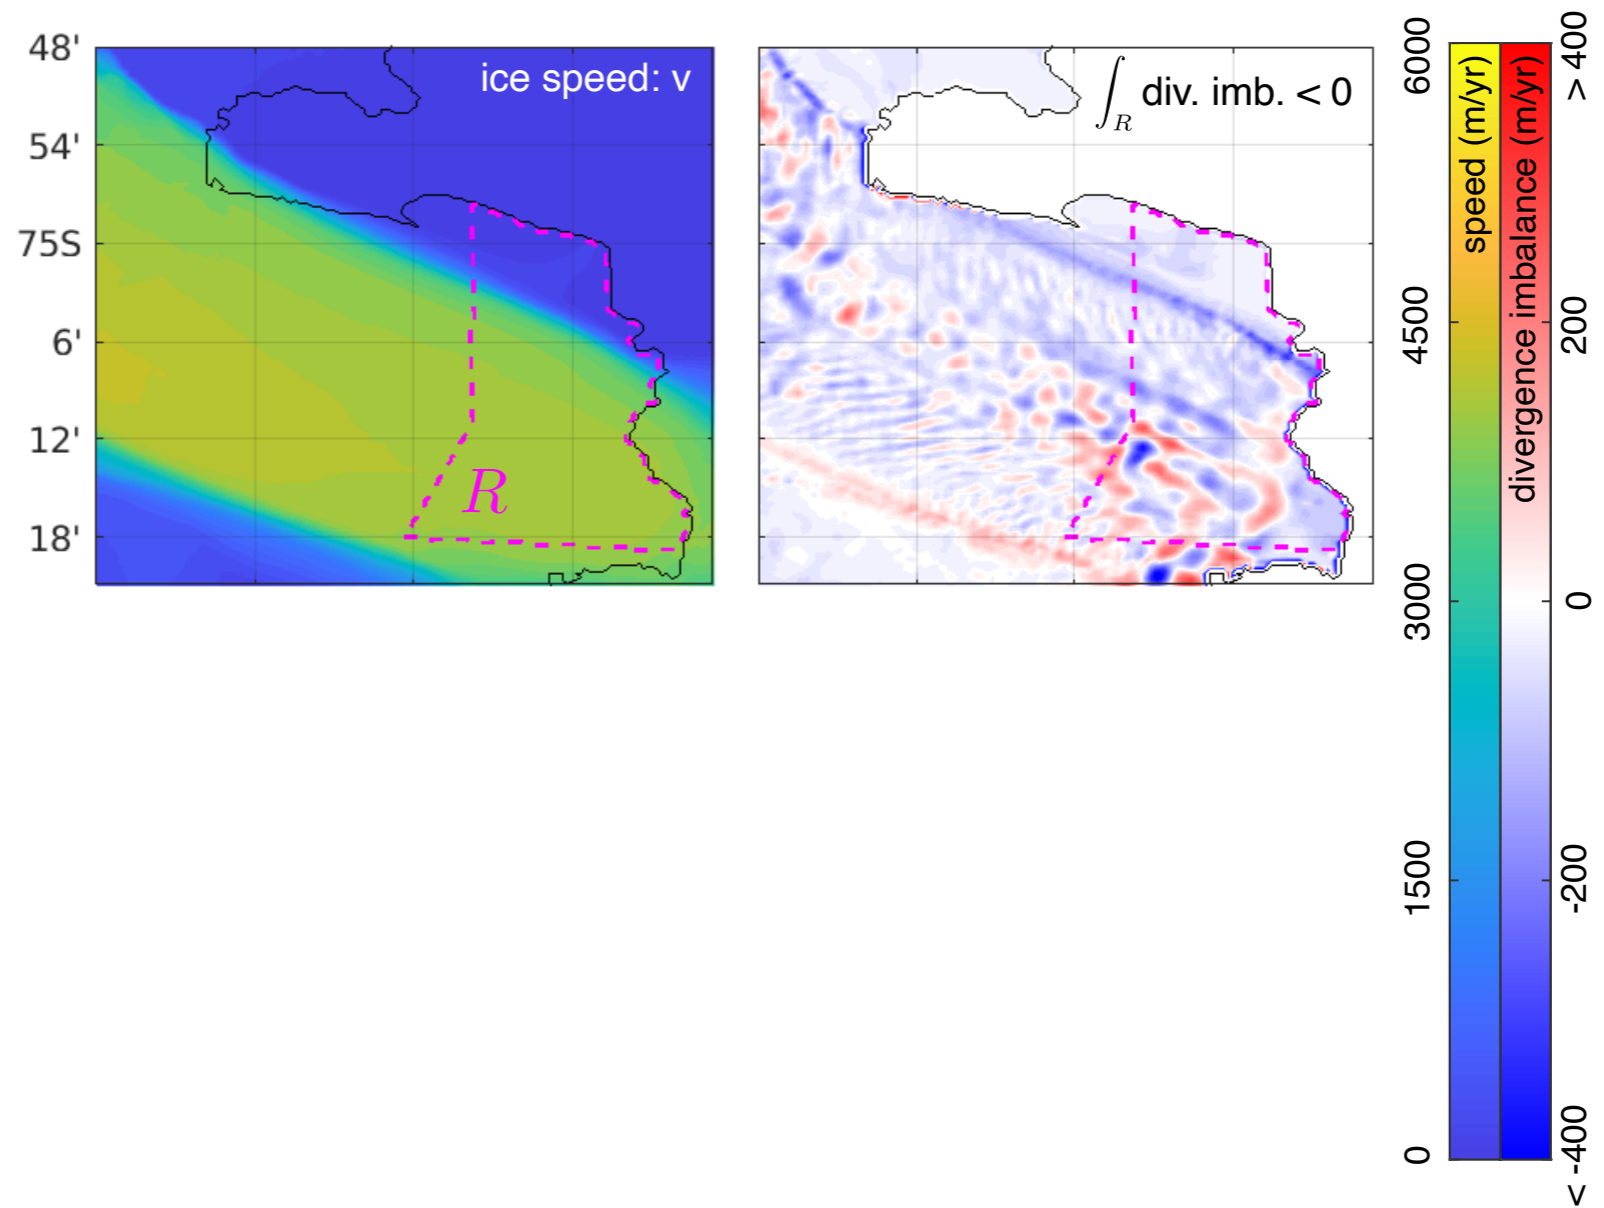 48'
54'
75S
6'
12'
18'
ice speed: v
R
∫_R div. imb. < 0
speed (m/yr)
divergence imbalance (m/yr)
6000
4500
3000
1500
0
> 400
200
0
-200
< -400